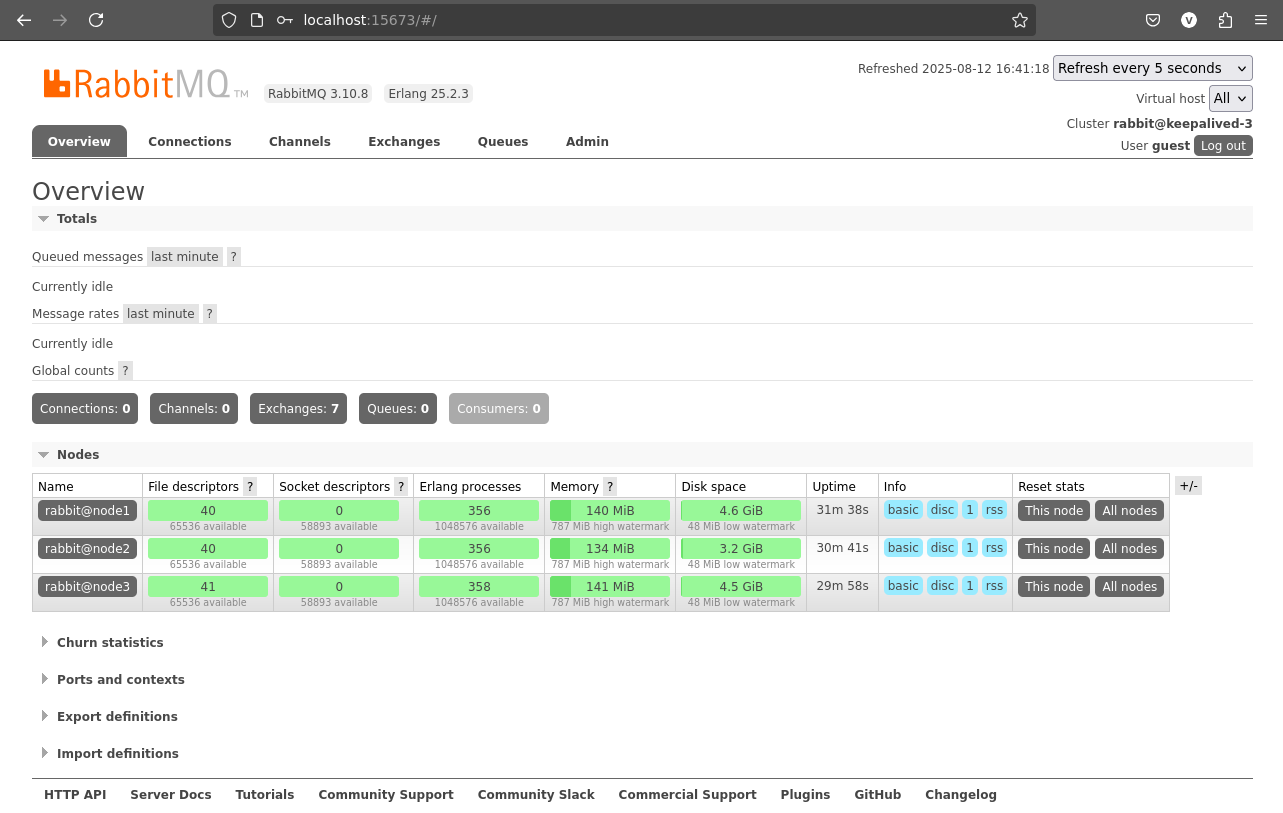 localhost:15673/#/
V
RabbitMQ TM RabbitMQ 3.10.8 Erlang 25.2.3
Refreshed 2025-08-12 16:41:18 Refresh every 5 seconds
Virtual host All
Cluster rabbit@keepalived-3
User guest Log out
Overview Connections Channels Exchanges Queues Admin
Overview
Totals
Queued messages last minute ?
Currently idle
Message rates last minute ?
Currently idle
Global counts ?
Connections: 0 Channels: 0 Exchanges: 7 Queues: 0 Consumers: 0
Nodes
Name File descriptors ? Socket descriptors ? Erlang processes Memory ? Disk space Uptime Info Reset stats +/-
rabbit@node1 40 0 356 140 MiB 4.6 GiB 31m 38s basic disc 1 rss This node All nodes
65536 available 58893 available 1048576 available 787 MiB high watermark 48 MiB low watermark
rabbit@node2 40 0 356 134 MiB 3.2 GiB 30m 41s basic disc 1 rss This node All nodes
65536 available 58893 available 1048576 available 787 MiB high watermark 48 MiB low watermark
rabbit@node3 41 0 358 141 MiB 4.5 GiB 29m 58s basic disc 1 rss This node All nodes
65536 available 58893 available 1048576 available 787 MiB high watermark 48 MiB low watermark
Churn statistics
Ports and contexts
Export definitions
Import definitions
HTTP API Server Docs Tutorials Community Support Community Slack Commercial Support Plugins GitHub Changelog